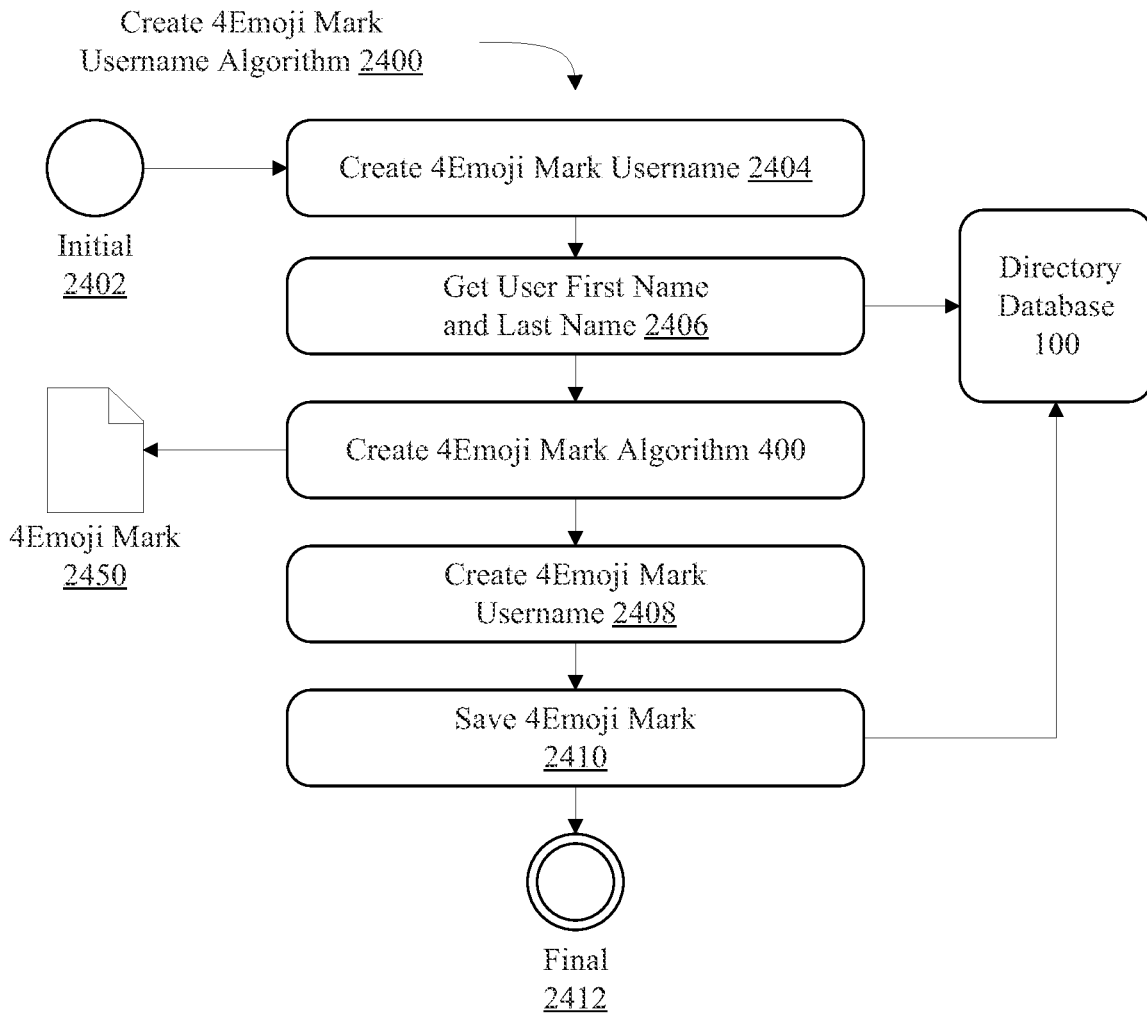 Create 4Emoji Mark
Username Algorithm 2400
Create 4Emoji Mark Username 2404
Initial
2402
Get User First Name
and Last Name 2406
Directory
Database
100
Create 4Emoji Mark Algorithm 400
4Emoji Mark
2450
Create 4Emoji Mark
Username 2408
Save 4Emoji Mark
2410
Final
2412